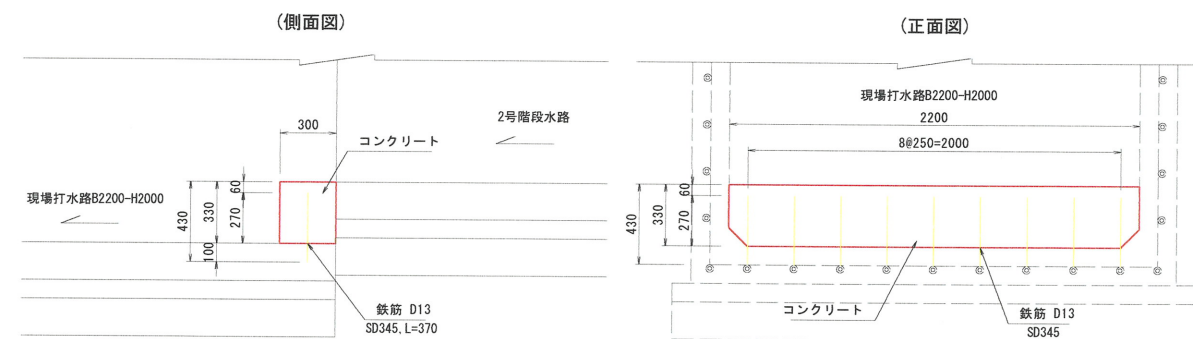 (側面図)
300
2号階段水路
コンクリート
現場打水路B2200-H2000
430
330
60
270
100
鉄筋 D13
SD345, L=370
(正面図)
現場打水路B2200-H2000
2200
8@250=2000
430
330
60
270
コンクリート
鉄筋 D13
SD345